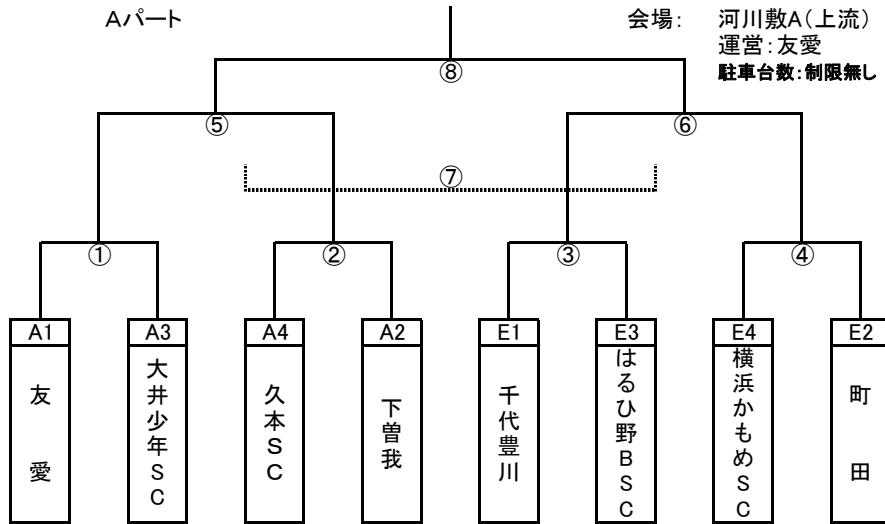 Aパート
会場: 河川敷A(上流)
運営:友愛
駐車台数:制限無し
⑧
⑤
⑥
⑦
①
②
③
④
A1
A3
A4
A2
E1
E3
E4
E2
友愛
大井少年SC
久本SC
下曽我
千代豊川
はるひ野BSC
横浜かもめSC
町田